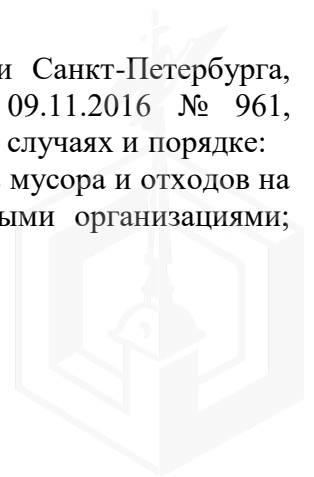 и Санкт-Петербурга,
09.11.2016 № 961,
случаях и порядке:
мусора и отходов на
ыми организациями;